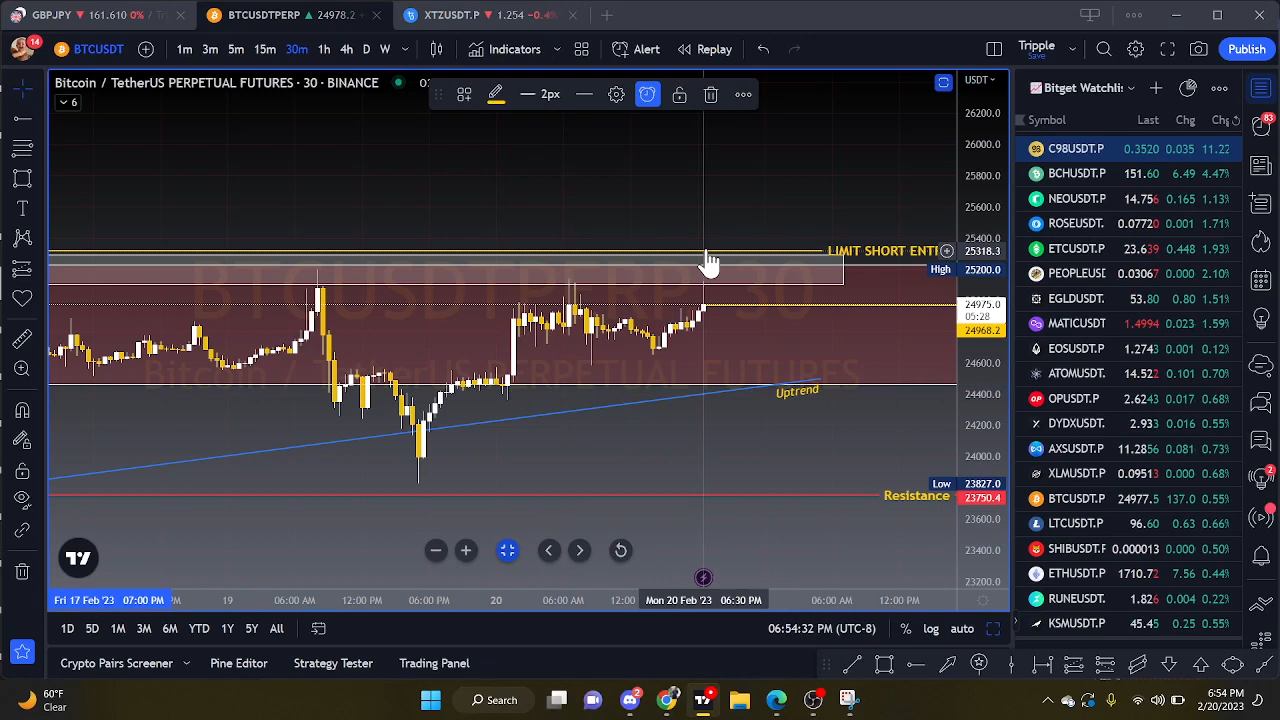 GBPJPY ▼ 161.610 0% / Tr
BTCUSDTPERP ▲ 24978.2 +
XTZUSDT.P ▼ 1.254 −0.4%
14
BTCUSDT
1m 3m 5m 15m 30m 1h 4h D W
Indicators
Alert
Replay
Tripple
Save
Publish
Bitcoin / TetherUS PERPETUAL FUTURES · 30 · BINANCE
6
2px
USDT
BTCUSDTPERP, 30
Bitcoin / TetherUS PERPETUAL FUTURES
LIMIT SHORT ENTR
Uptrend
Resistance
26200.0
26000.0
25800.0
25600.0
25400.0
25318.3
High 25200.0
24975.0
05:28
24968.2
24600.0
24400.0
24200.0
24000.0
Low 23827.0
23750.4
23600.0
23400.0
23200.0
Fri 17 Feb '23 07:00 PM
19
06:00 AM
12:00 PM
06:00 PM
20
06:00 AM
12:00
Mon 20 Feb '23 06:30 PM
06:00 AM
12:00 PM
1D 5D 1M 3M 6M YTD 1Y 5Y All
06:54:32 PM (UTC-8)
% log auto
Crypto Pairs Screener
Pine Editor
Strategy Tester
Trading Panel
Bitget Watchli
Symbol Last Chg Chg
C98USDT.P 0.3520 0.035 11.22
BCHUSDT.P 151.60 6.49 4.47%
NEOUSDT.P 14.756 0.165 1.13%
ROSEUSDT. 0.07720 0.001 1.71%
ETCUSDT.P 23.639 0.448 1.93%
PEOPLEUSI 0.03067 0.000 2.10%
EGLDUSDT 53.80 0.80 1.51%
MATICUSDT 1.4994 0.023 1.59%
EOSUSDT.P 1.2743 0.001 0.12%
ATOMUSDT. 14.522 0.101 0.70%
OPUSDT.P 2.6243 0.017 0.68%
DYDXUSDT. 2.933 0.016 0.55%
AXSUSDT.P 11.2856 0.081 0.73%
XLMUSDT.P 0.09513 0.000 0.68%
BTCUSDT.P 24977.5 137.0 0.55%
LTCUSDT.P 96.60 0.63 0.66%
SHIBUSDT.F 0.000013 0.000 0.50%
ETHUSDT.P 1710.72 7.56 0.44%
RUNEUSDT. 1.826 0.004 0.22%
KSMUSDT.P 45.45 0.25 0.55%
83
2
60°F
Clear
Search
2
6:54 PM
2/20/2023